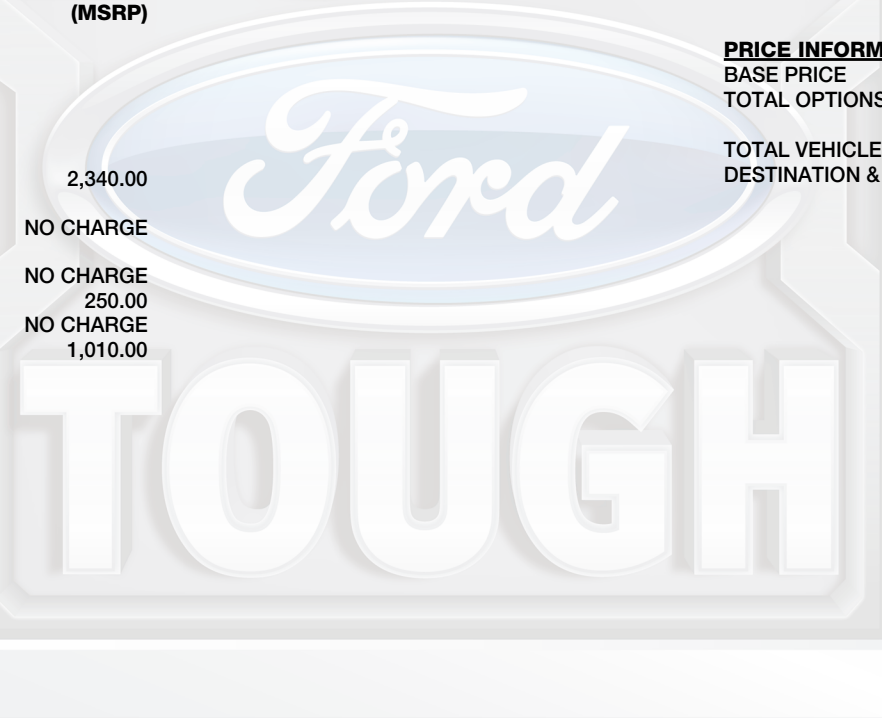 (MSRP)
2,340.00
NO CHARGE
NO CHARGE
250.00
NO CHARGE
1,010.00
PRICE INFORM
BASE PRICE
TOTAL OPTIONS
TOTAL VEHICLE
DESTINATION &
Ford
TOUGH